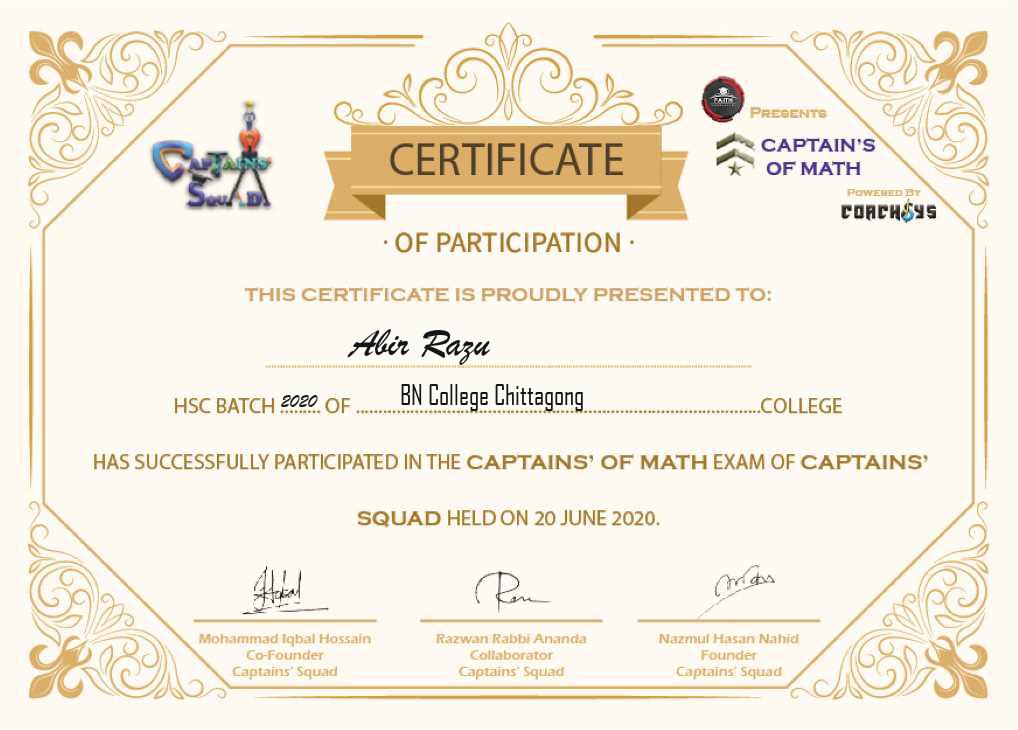 CAPTAINS
SQUAD
CERTIFICATE
· OF PARTICIPATION ·
FAITH
PRESENTS
CAPTAIN'S
OF MATH
POWERED BY
COACHSYS
THIS CERTIFICATE IS PROUDLY PRESENTED TO:
Abir Razu
HSC BATCH 2020 OF BN College Chittagong COLLEGE
HAS SUCCESSFULLY PARTICIPATED IN THE CAPTAINS' OF MATH EXAM OF CAPTAINS'
SQUAD HELD ON 20 JUNE 2020.
Mohammad Iqbal Hossain
Co-Founder
Captains' Squad
Razwan Rabbi Ananda
Collaborator
Captains' Squad
Nazmul Hasan Nahid
Founder
Captains' Squad